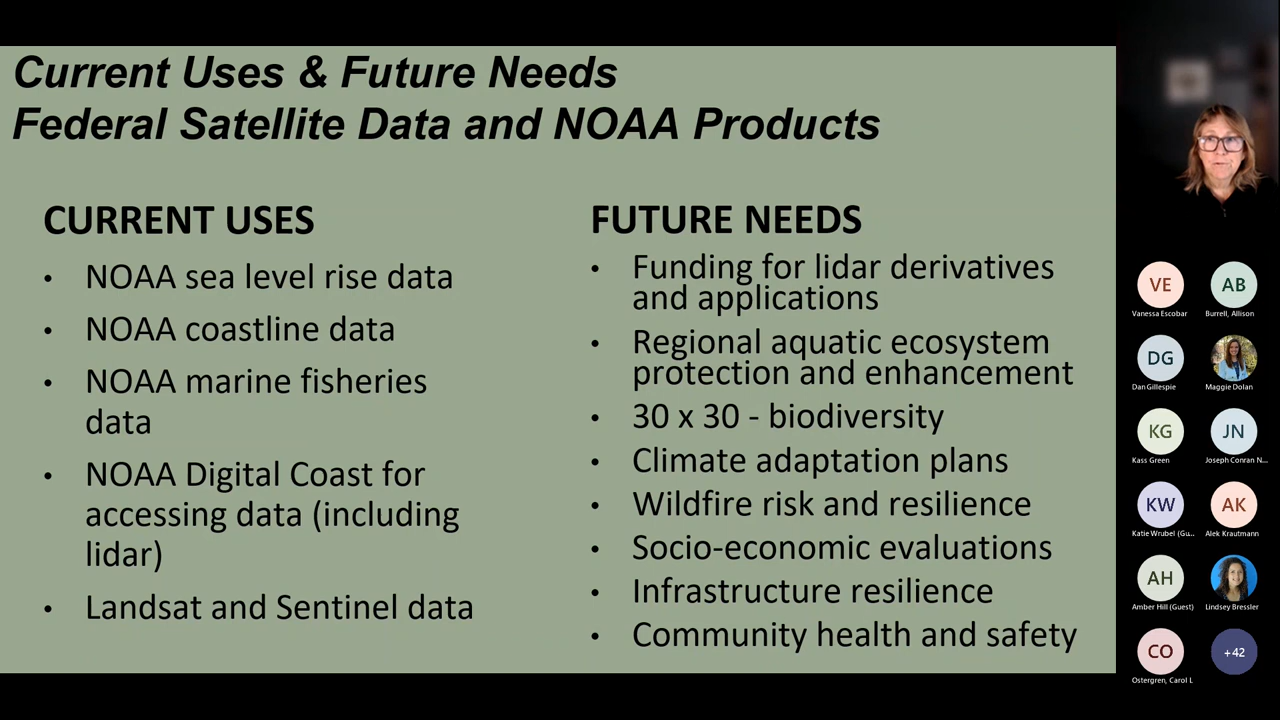 Current Uses & Future Needs
Federal Satellite Data and NOAA Products
CURRENT USES
• NOAA sea level rise data
• NOAA coastline data
• NOAA marine fisheries
data
• NOAA Digital Coast for
accessing data (including
lidar)
• Landsat and Sentinel data
FUTURE NEEDS
• Funding for lidar derivatives
and applications
• Regional aquatic ecosystem
protection and enhancement
• 30 x 30 - biodiversity
• Climate adaptation plans
• Wildfire risk and resilience
• Socio-economic evaluations
• Infrastructure resilience
• Community health and safety
VE
Vanessa Escobar
AB
Burrell, Allison
DG
Dan Gillespie
Maggie Dolan
KG
Kass Green
JN
Joseph Conran N...
KW
Katie Wrubel (Gu...
AK
Alek Krautmann
AH
Amber Hill (Guest)
Lindsey Bressler
CO
Ostergren, Carol L
+42